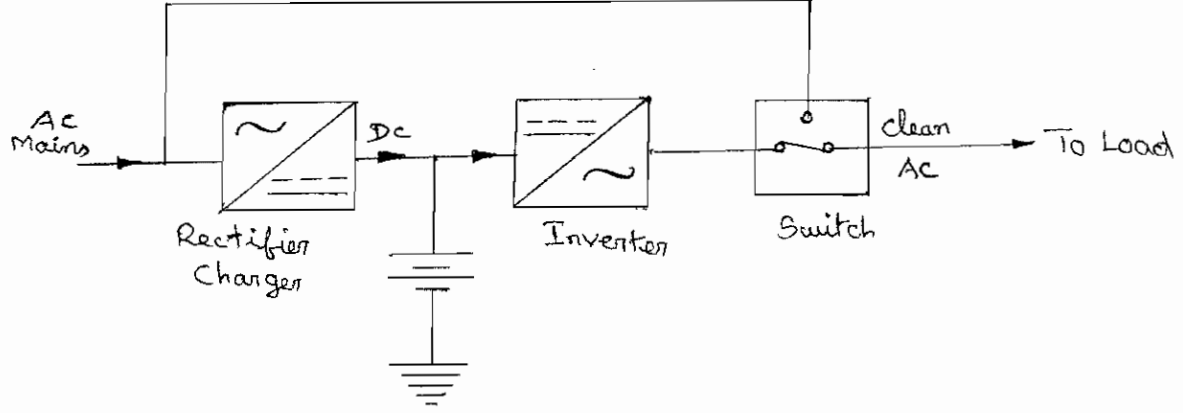 AC
Mains
DC
clean
AC
To Load
Rectifier
Charger
Inverter
Switch